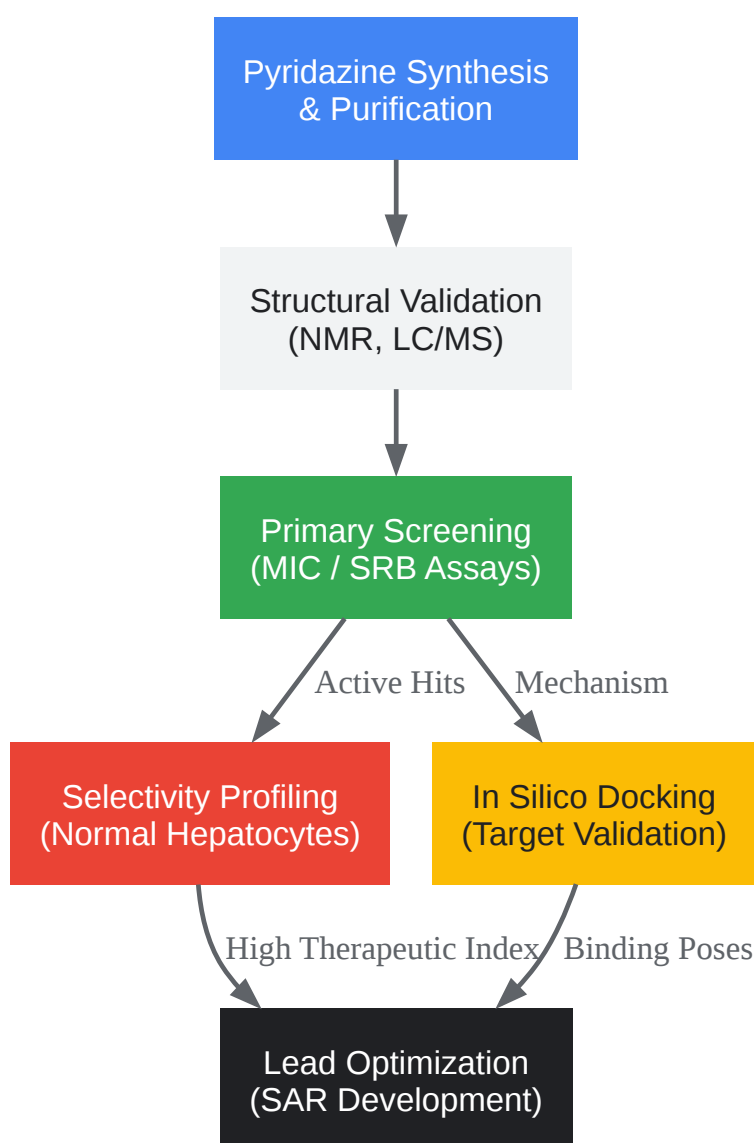 Pyridazine Synthesis
& Purification
Structural Validation
(NMR, LC/MS)
Primary Screening
(MIC / SRB Assays)
Active Hits
Mechanism
Selectivity Profiling
(Normal Hepatocytes)
In Silico Docking
(Target Validation)
High Therapeutic Index
Binding Poses
Lead Optimization
(SAR Development)